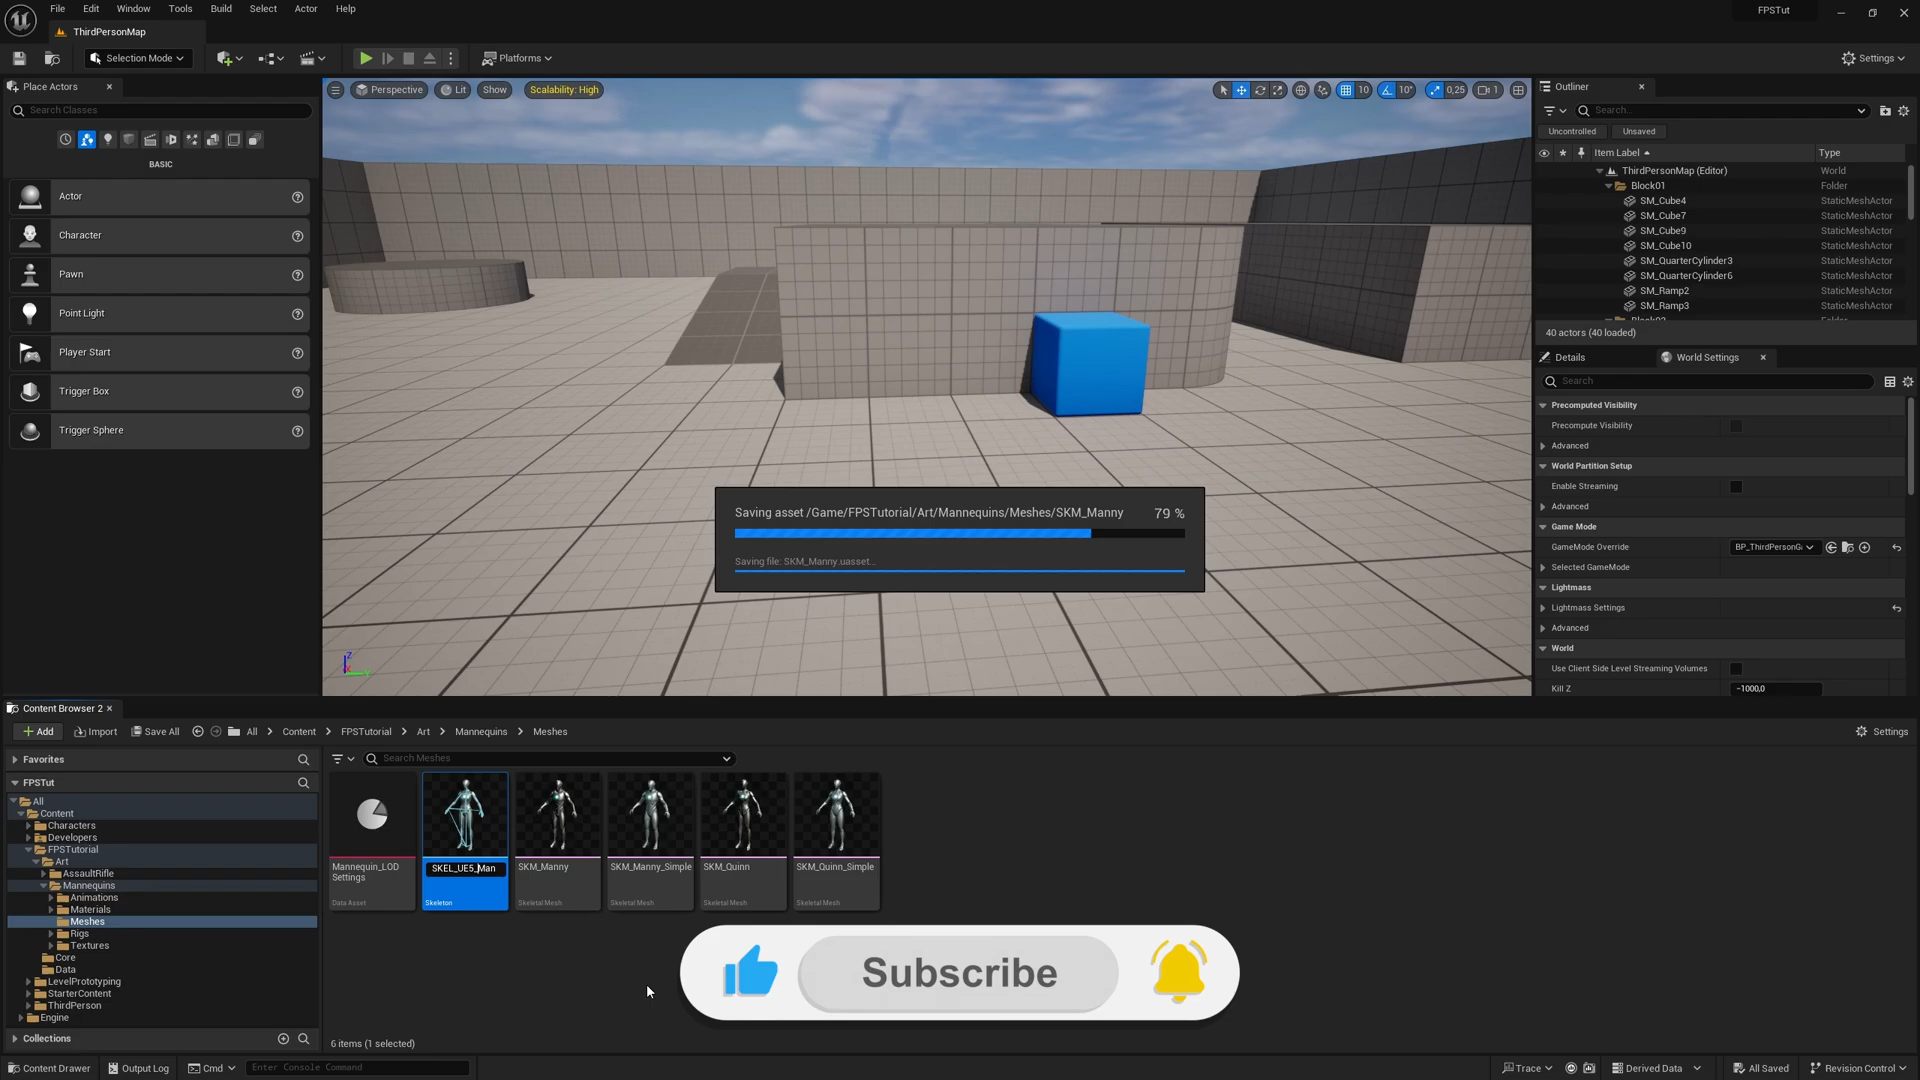 File Edit Window Tools Build Select Actor Help
FPSTut
ThirdPersonMap
Selection Mode
Platforms
Settings
Place Actors
Search Classes
BASIC
Actor
Character
Pawn
Point Light
Player Start
Trigger Box
Trigger Sphere
Perspective Lit Show Scalability: High
10 10° 0,25 1
Saving asset /Game/FPSTutorial/Art/Mannequins/Meshes/SKM_Manny 79 %
Saving file: SKM_Manny.uasset...
Z
Outliner
Search...
Uncontrolled Unsaved
Item Label Type
ThirdPersonMap (Editor) World
Block01 Folder
SM_Cube4 StaticMeshActor
SM_Cube7 StaticMeshActor
SM_Cube9 StaticMeshActor
SM_Cube10 StaticMeshActor
SM_QuarterCylinder3 StaticMeshActor
SM_QuarterCylinder6 StaticMeshActor
SM_Ramp2 StaticMeshActor
SM_Ramp3 StaticMeshActor
40 actors (40 loaded)
Details World Settings
Search
Precomputed Visibility
Precompute Visibility
Advanced
World Partition Setup
Enable Streaming
Advanced
Game Mode
GameMode Override BP_ThirdPersonG
Selected GameMode
Lightmass
Lightmass Settings
Advanced
World
Use Client Side Level Streaming Volumes
Kill Z -1000,0
Content Browser 2
Add Import Save All All Content FPSTutorial Art Mannequins Meshes Settings
Favorites
FPSTut
All
Content
Characters
Developers
FPSTutorial
Art
AssaultRifle
Mannequins
Animations
Materials
Meshes
Rigs
Textures
Core
Data
LevelPrototyping
StarterContent
ThirdPerson
Engine
Collections
Search Meshes
Mannequin_LOD
Settings
Data Asset
SKEL_UE5_Man
Skeleton
SKM_Manny
Skeletal Mesh
SKM_Manny_Simple
Skeletal Mesh
SKM_Quinn
Skeletal Mesh
SKM_Quinn_Simple
Skeletal Mesh
Subscribe
6 items (1 selected)
Content Drawer Output Log Cmd Enter Console Command Trace Derived Data All Saved Revision Control